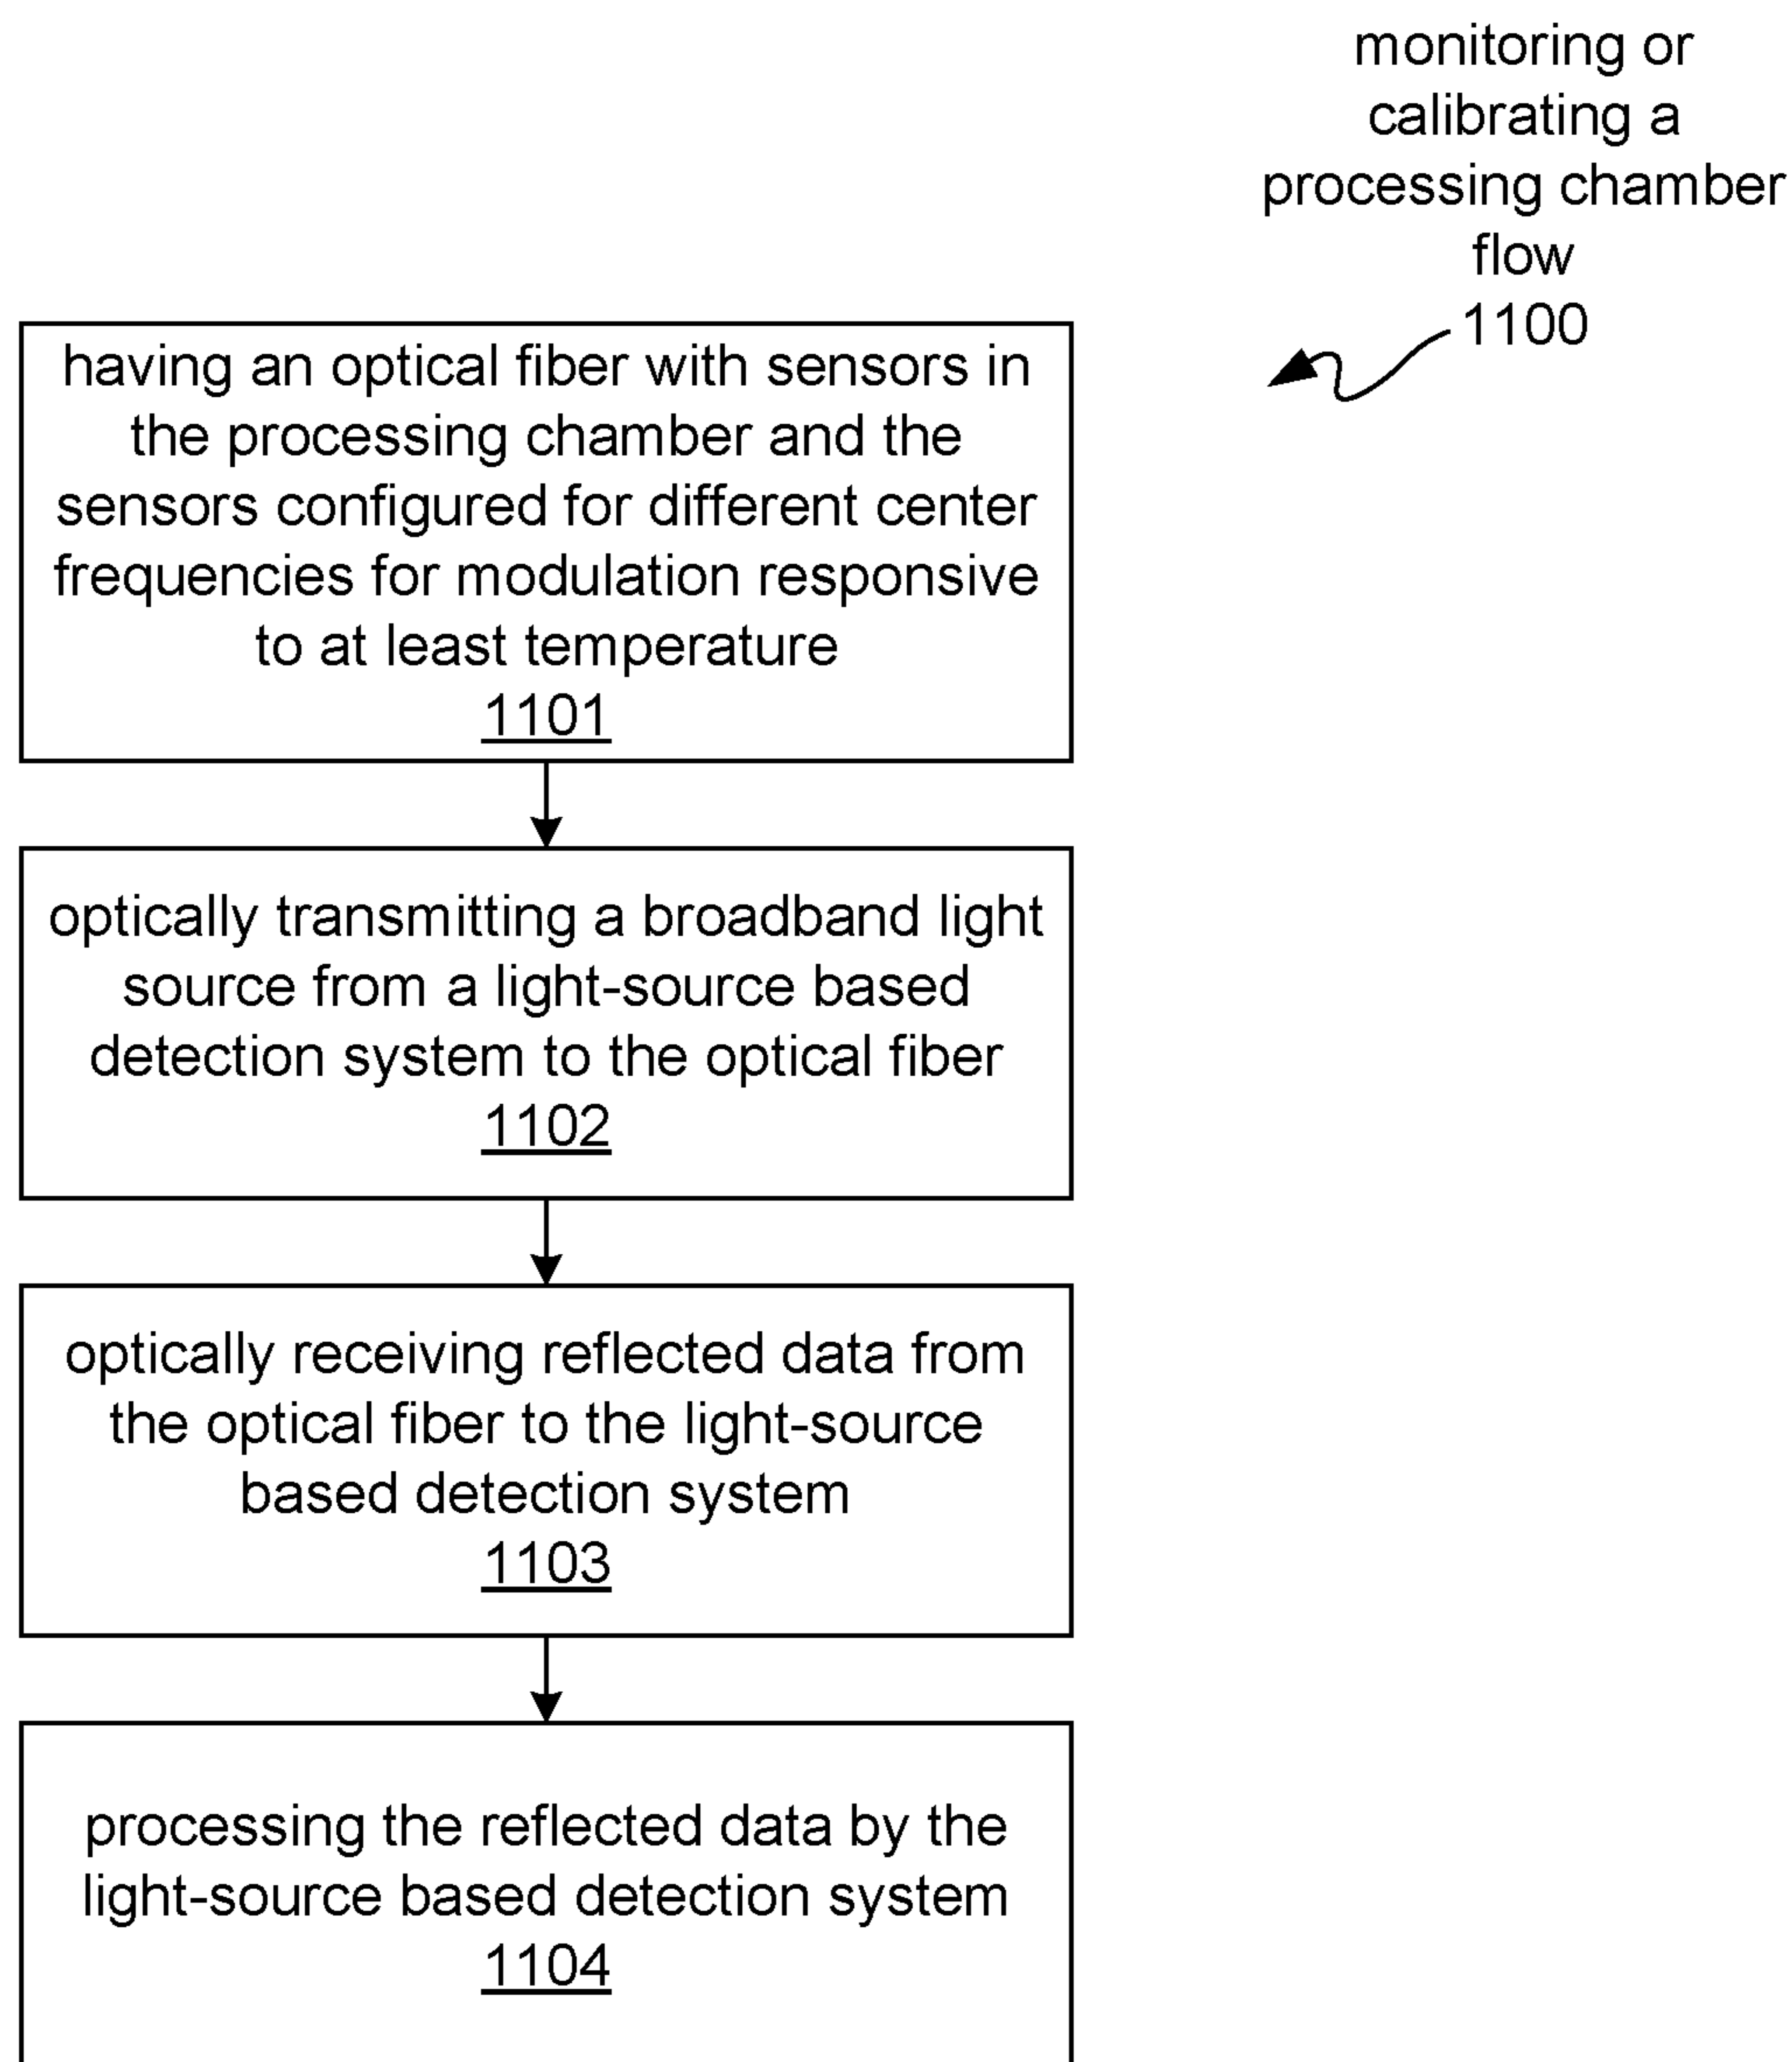 monitoring or
calibrating a
processing chamber
flow
1100
having an optical fiber with sensors in
the processing chamber and the
sensors configured for different center
frequencies for modulation responsive
to at least temperature
1101
optically transmitting a broadband light
source from a light-source based
detection system to the optical fiber
1102
optically receiving reflected data from
the optical fiber to the light-source
based detection system
1103
processing the reflected data by the
light-source based detection system
1104